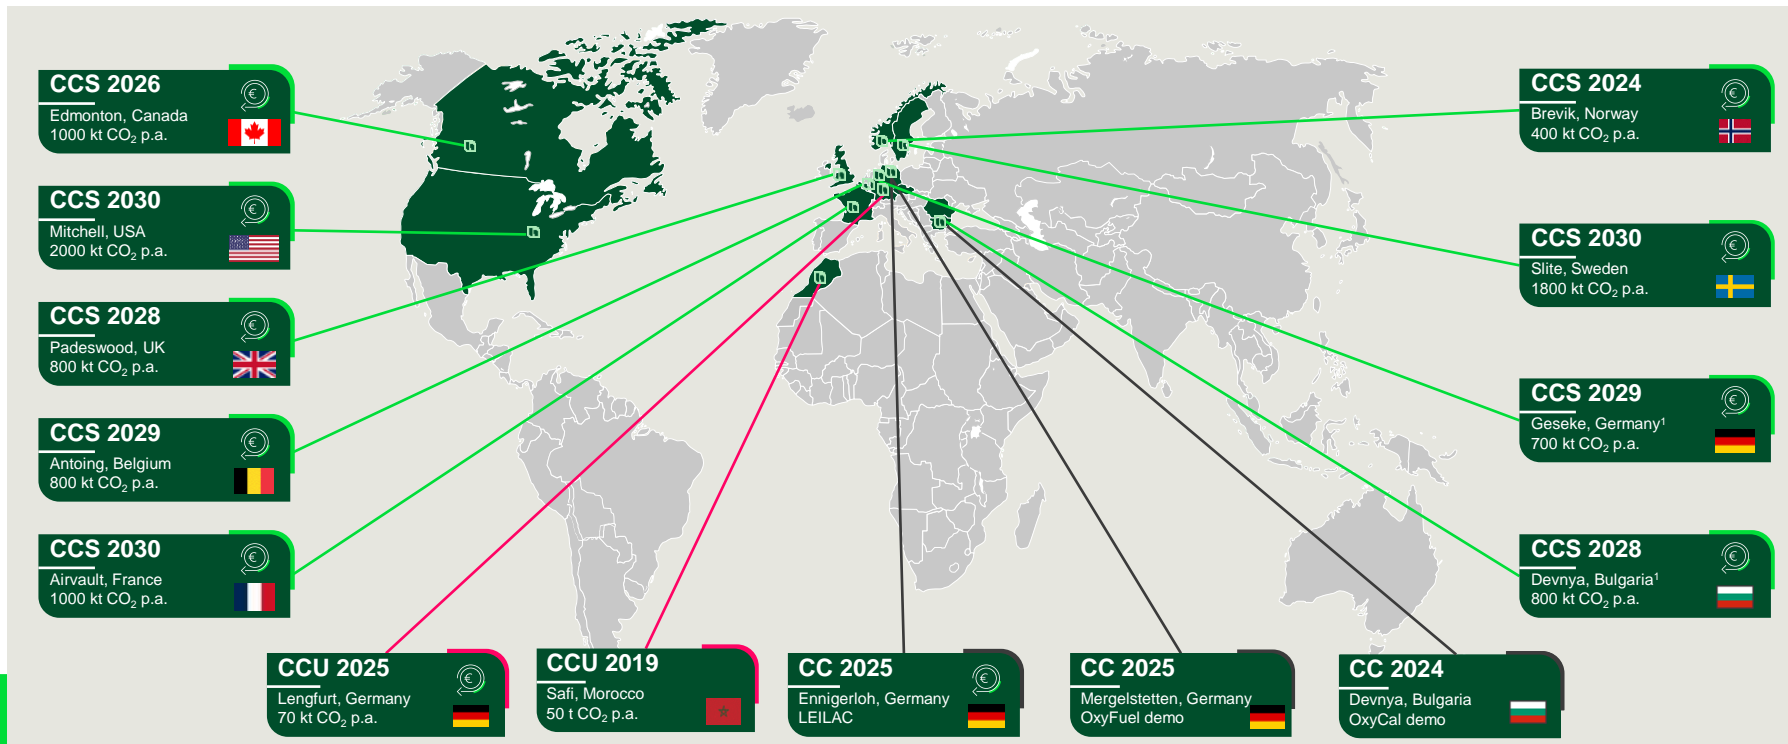 CCS 2026
Edmonton, Canada
1000 kt CO₂ p.a.
€
CCS 2030
Mitchell, USA
2000 kt CO₂ p.a.
€
CCS 2028
Padeswood, UK
800 kt CO₂ p.a.
€
CCS 2029
Antoing, Belgium
800 kt CO₂ p.a.
€
CCS 2030
Airvault, France
1000 kt CO₂ p.a.
€
CCS 2024
Brevik, Norway
400 kt CO₂ p.a.
€
CCS 2030
Slite, Sweden
1800 kt CO₂ p.a.
€
CCS 2029
Geseke, Germany¹
700 kt CO₂ p.a.
€
CCS 2028
Devnya, Bulgaria¹
800 kt CO₂ p.a.
€
CCU 2025
Lengfurt, Germany
70 kt CO₂ p.a.
€
CCU 2019
Safi, Morocco
50 t CO₂ p.a.
CC 2025
Ennigerloh, Germany
LEILAC
€
CC 2025
Mergelstetten, Germany
OxyFuel demo
CC 2024
Devnya, Bulgaria
OxyCal demo